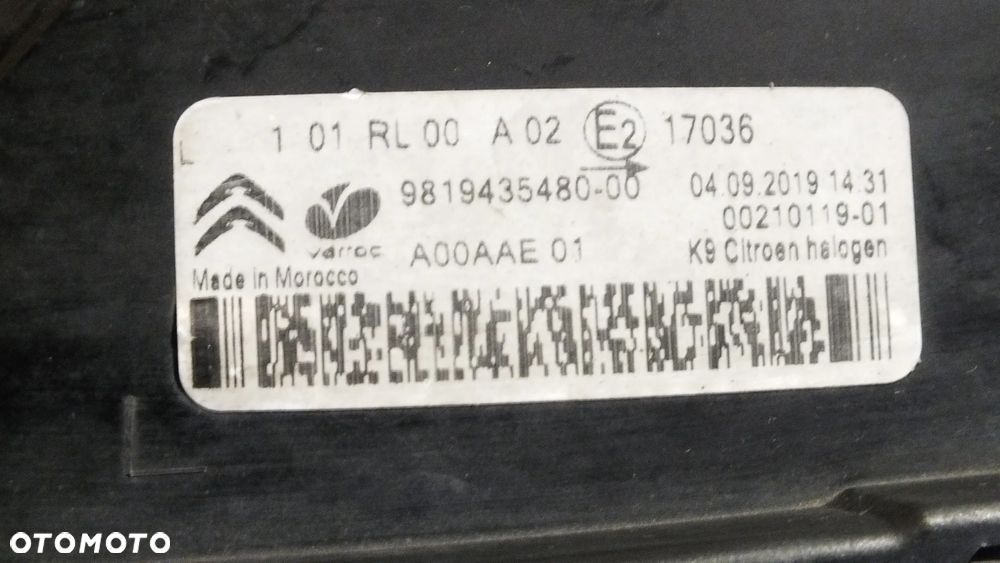 L 1 01 RL 00 A 02 E2 17036
9819435480-00 04.09.2019 14:31
00210119-01
varroc A00AAE 01 K9 Citroen halogen
Made in Morocco
L
OTOMOTO